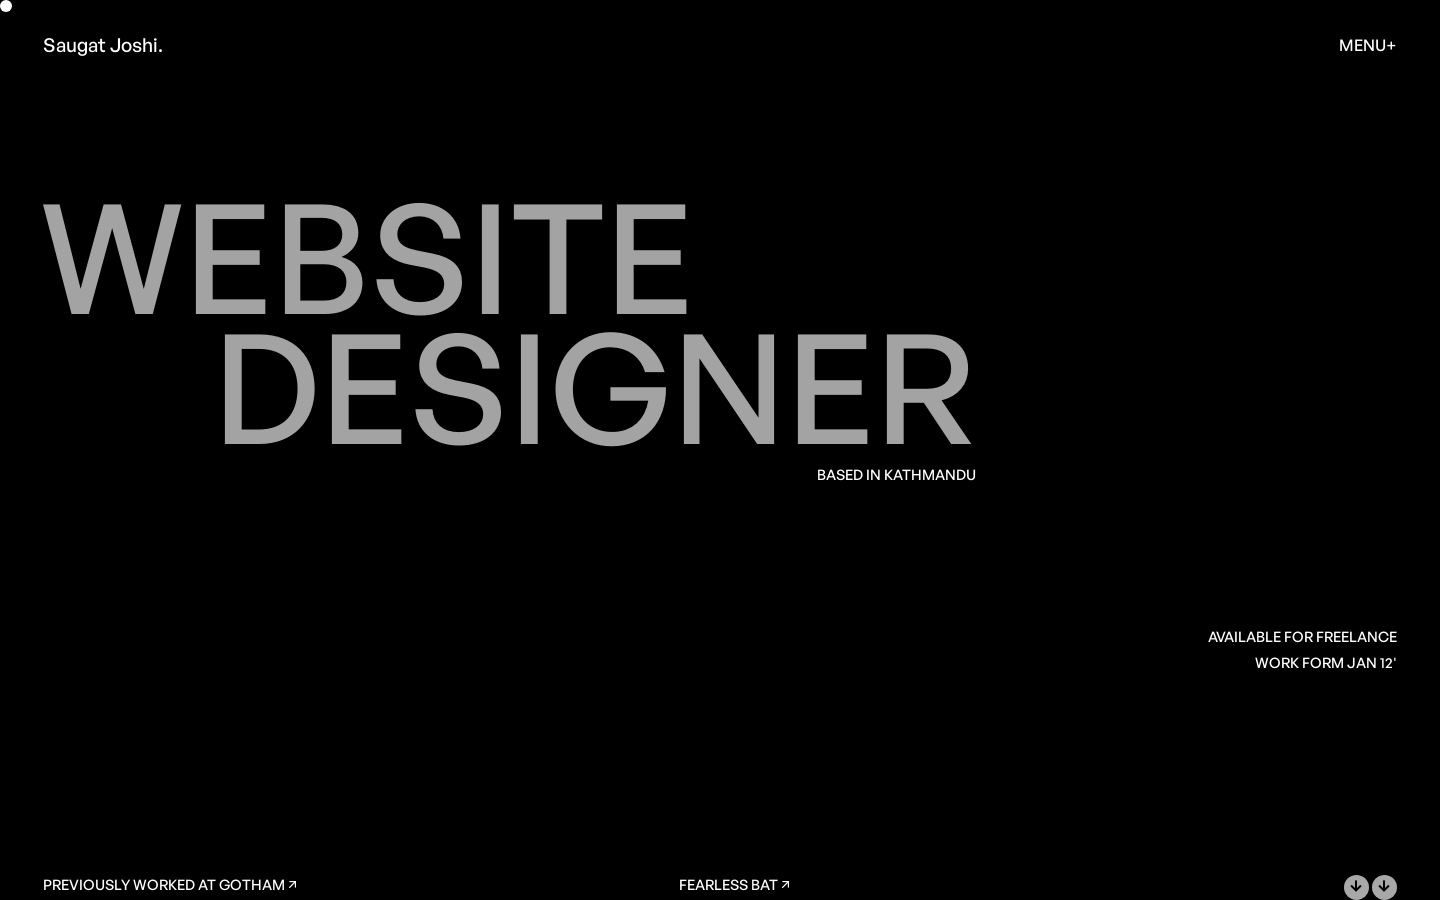 Saugat Joshi.
MENU+
WEBSITE
DESIGNER
BASED IN KATHMANDU
AVAILABLE FOR FREELANCE
WORK FORM JAN 12'
PREVIOUSLY WORKED AT GOTHAM
FEARLESS BAT